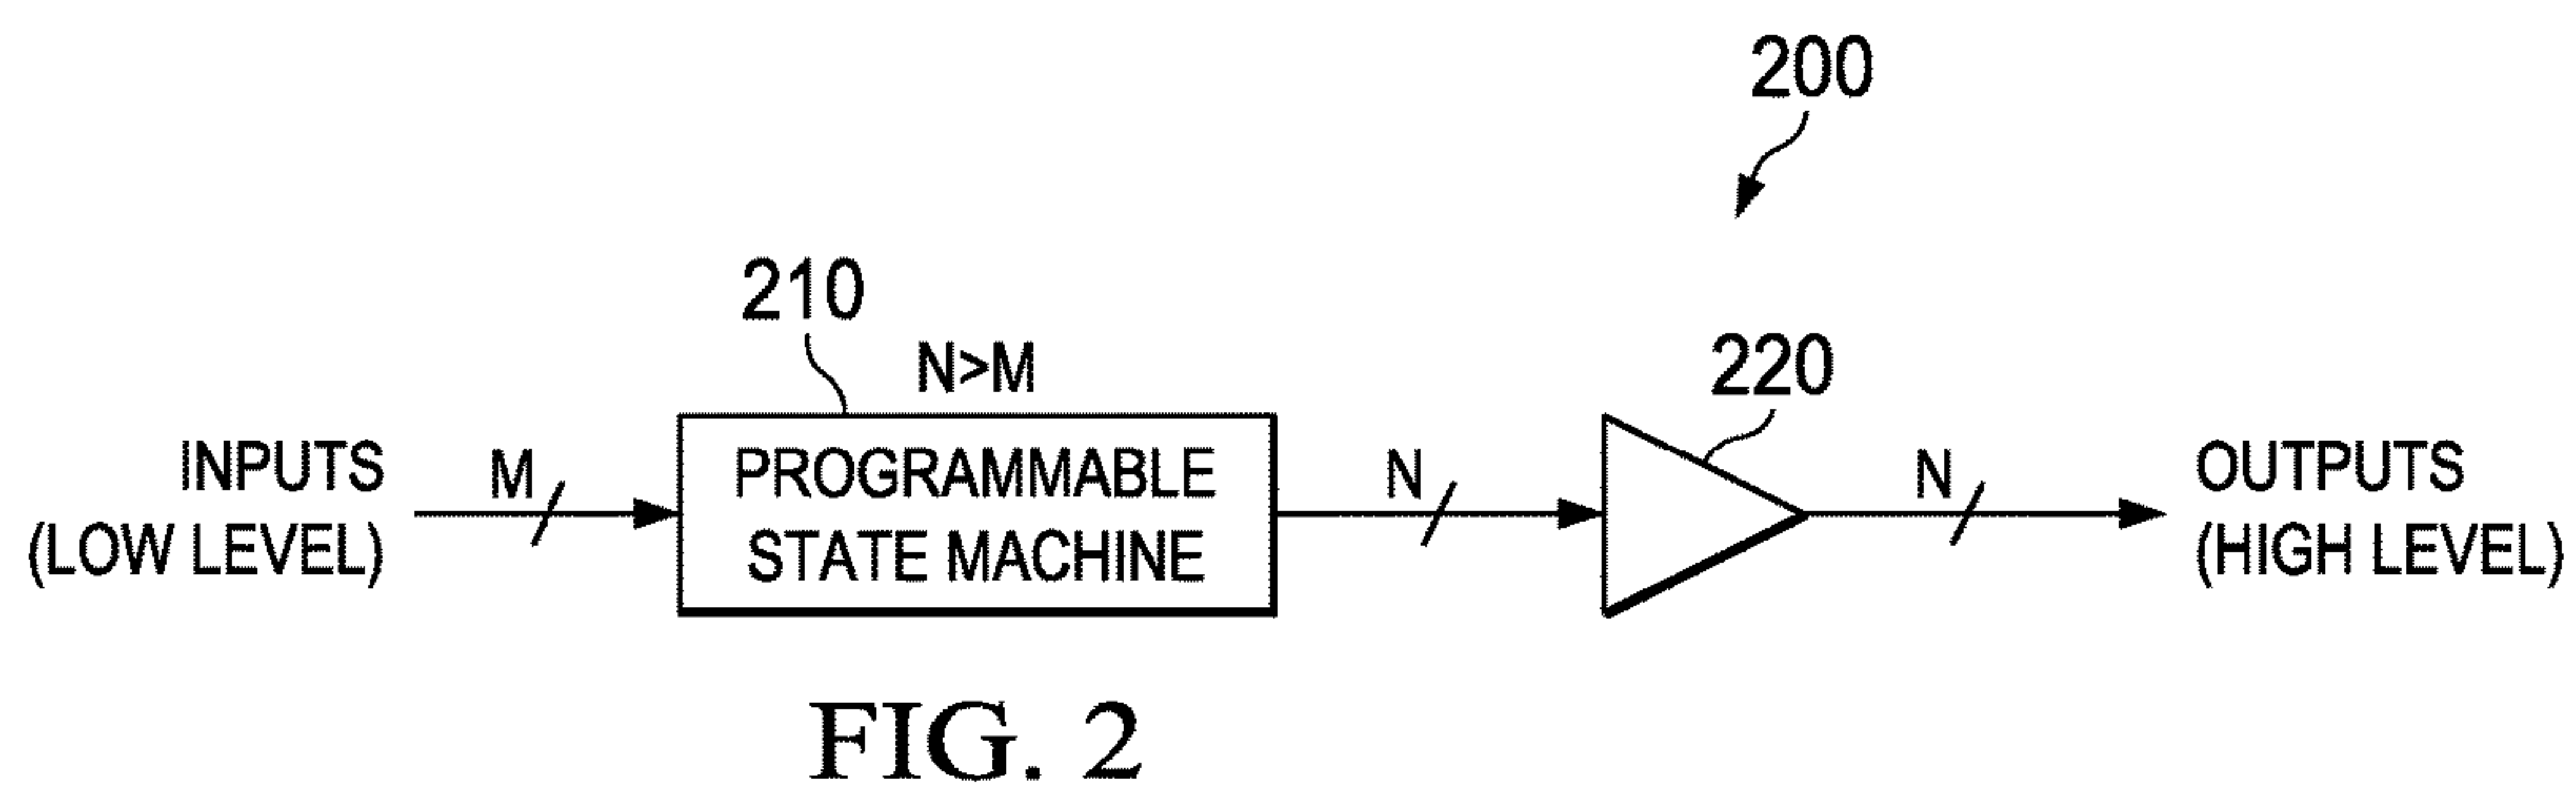 200
210
N>M
220
INPUTS
(LOW LEVEL)
M
PROGRAMMABLE
STATE MACHINE
N
N
OUTPUTS
(HIGH LEVEL)
FIG. 2